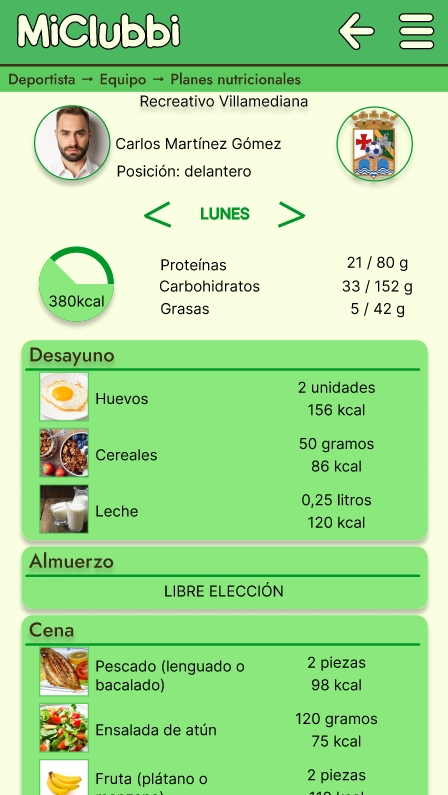 MiClubbi
Deportista → Equipo → Planes nutricionales
Recreativo Villamediana
Carlos Martínez Gómez
Posición: delantero
< LUNES >
380kcal
Proteínas 21 / 80 g
Carbohidratos 33 / 152 g
Grasas 5 / 42 g
Desayuno
Huevos
2 unidades
156 kcal
Cereales
50 gramos
86 kcal
Leche
0,25 litros
120 kcal
Almuerzo
LIBRE ELECCIÓN
Cena
Pescado (lenguado o
bacalado)
2 piezas
98 kcal
Ensalada de atún
120 gramos
75 kcal
Fruta (plátano o
2 piezas